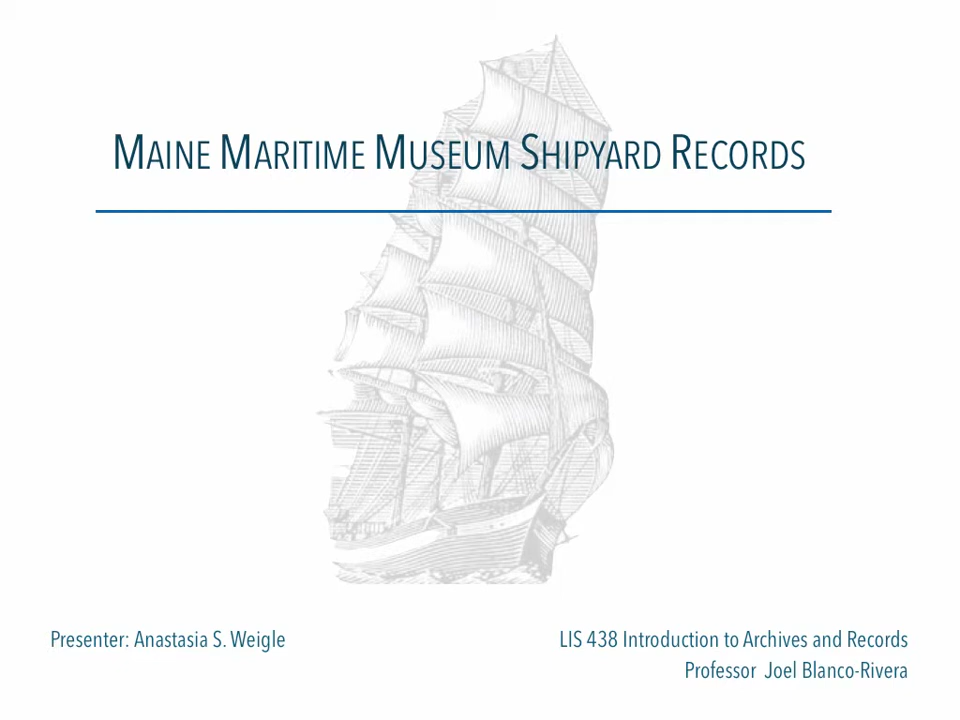 MAINE MARITIME MUSEUM SHIPYARD RECORDS
Presenter: Anastasia S. Weigle
LIS 438 Introduction to Archives and Records
Professor Joel Blanco-Rivera